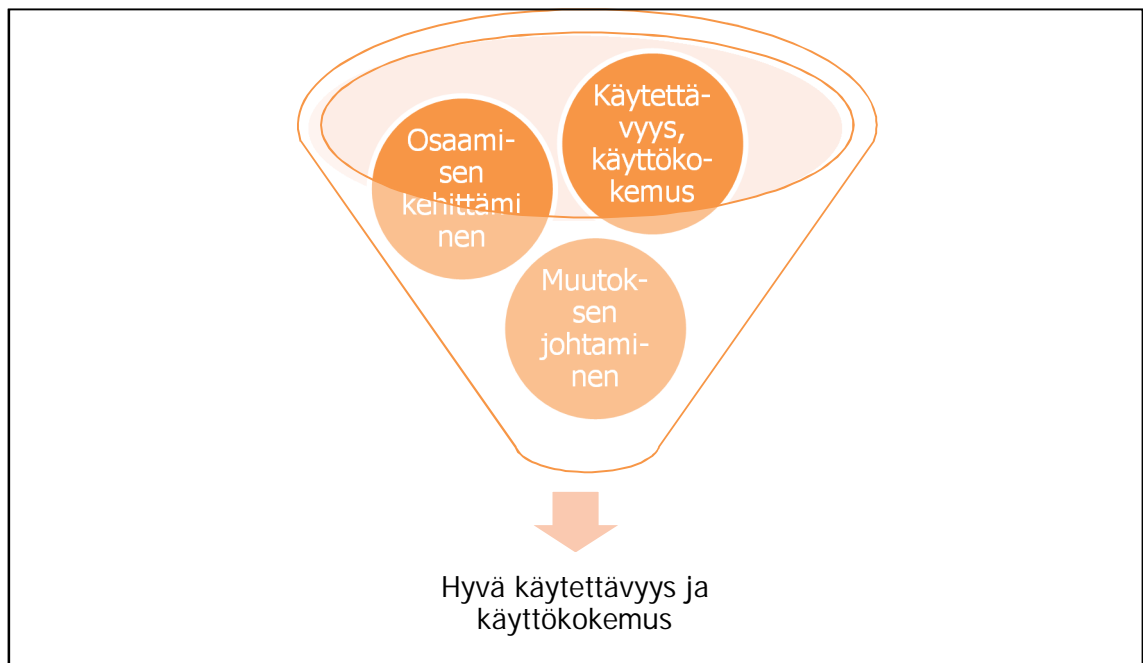 Osaami-
sen
kehittämi
nen
Käytettä-
vyys,
käyttöko-
kemus
Muutok-
sen
johtami-
nen
Hyvä käytettävyys ja
käyttökokemus